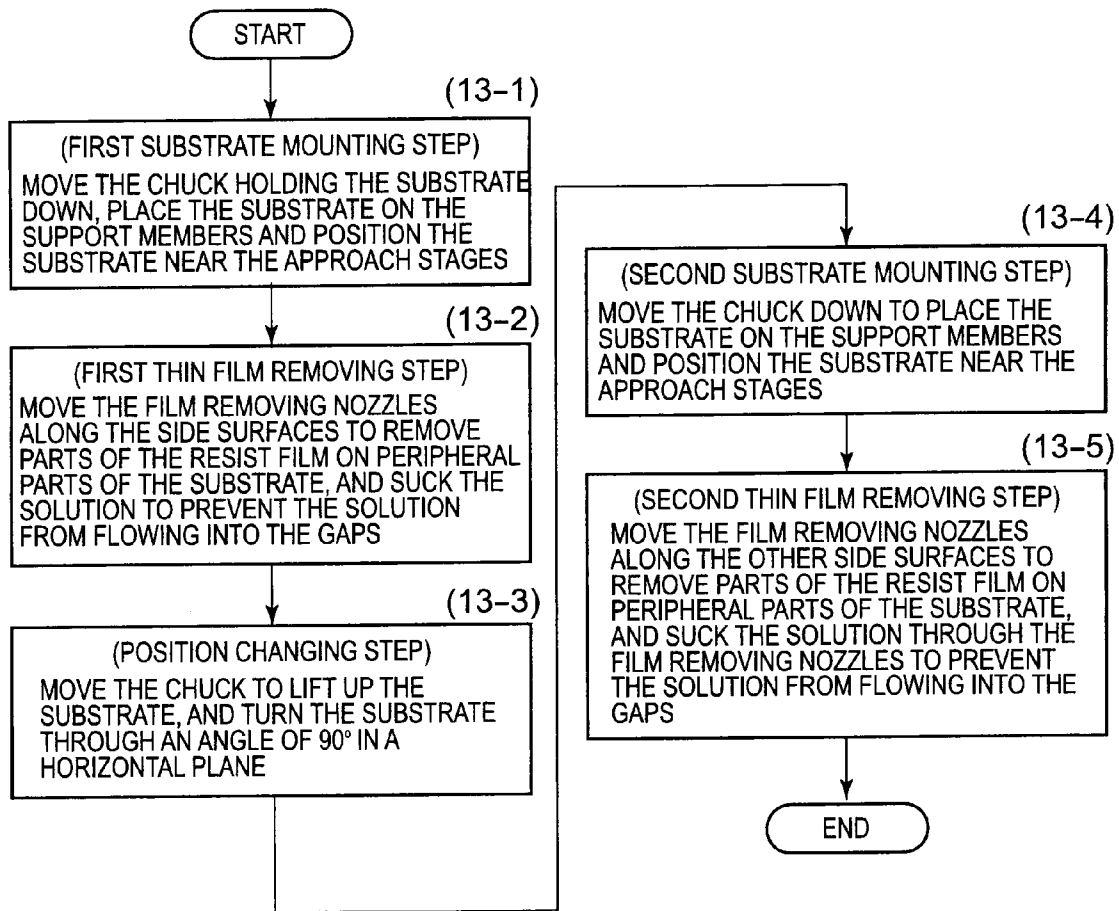 START
(13-1)
(FIRST SUBSTRATE MOUNTING STEP)
MOVE THE CHUCK HOLDING THE SUBSTRATE
DOWN, PLACE THE SUBSTRATE ON THE
SUPPORT MEMBERS AND POSITION THE
SUBSTRATE NEAR THE APPROACH STAGES
(13-2)
(FIRST THIN FILM REMOVING STEP)
MOVE THE FILM REMOVING NOZZLES
ALONG THE SIDE SURFACES TO REMOVE
PARTS OF THE RESIST FILM ON PERIPHERAL
PARTS OF THE SUBSTRATE, AND SUCK THE
SOLUTION TO PREVENT THE SOLUTION
FROM FLOWING INTO THE GAPS
(13-3)
(POSITION CHANGING STEP)
MOVE THE CHUCK TO LIFT UP THE
SUBSTRATE, AND TURN THE SUBSTRATE
THROUGH AN ANGLE OF 90° IN A
HORIZONTAL PLANE
(13-4)
(SECOND SUBSTRATE MOUNTING STEP)
MOVE THE CHUCK DOWN TO PLACE THE
SUBSTRATE ON THE SUPPORT MEMBERS
AND POSITION THE SUBSTRATE NEAR THE
APPROACH STAGES
(13-5)
(SECOND THIN FILM REMOVING STEP)
MOVE THE FILM REMOVING NOZZLES
ALONG THE OTHER SIDE SURFACES TO
REMOVE PARTS OF THE RESIST FILM ON
PERIPHERAL PARTS OF THE SUBSTRATE,
AND SUCK THE SOLUTION THROUGH THE
FILM REMOVING NOZZLES TO PREVENT
THE SOLUTION FROM FLOWING INTO THE
GAPS
END